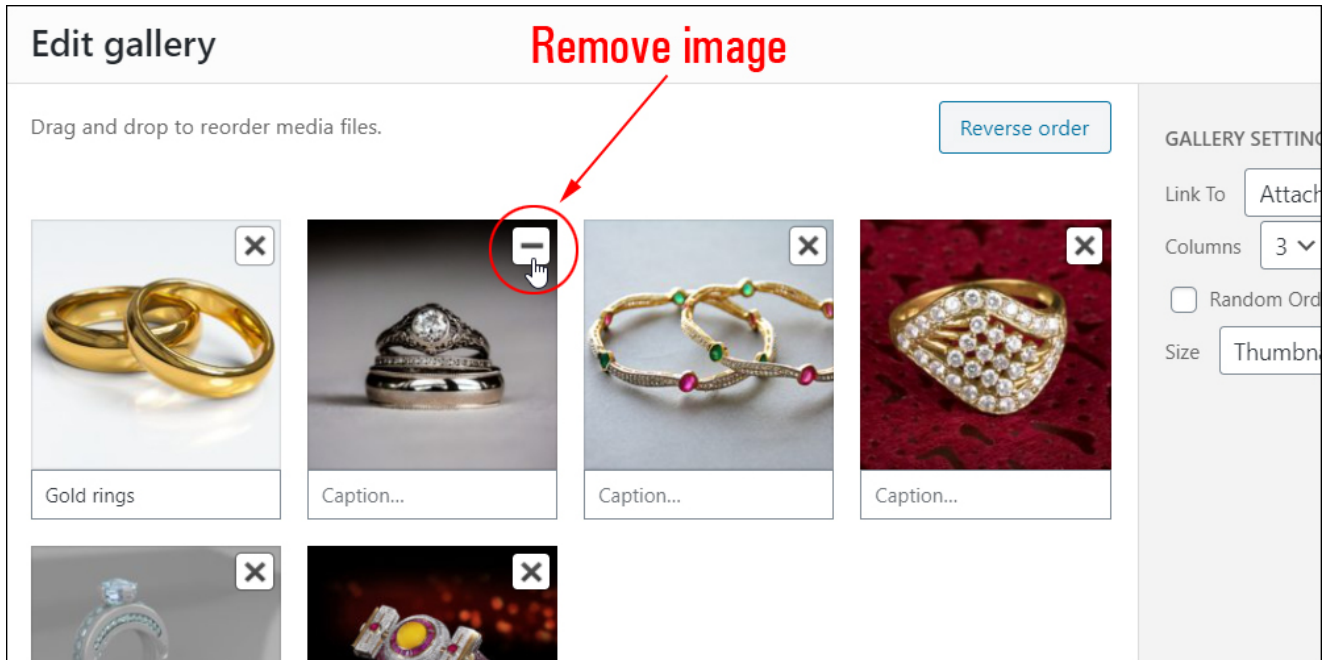 Edit gallery
Remove image
Drag and drop to reorder media files.
Reverse order
GALLERY SETTING
Link To
Attach
Columns
3
Random Ord
Size
Thumbna
Gold rings
Caption...
Caption...
Caption...